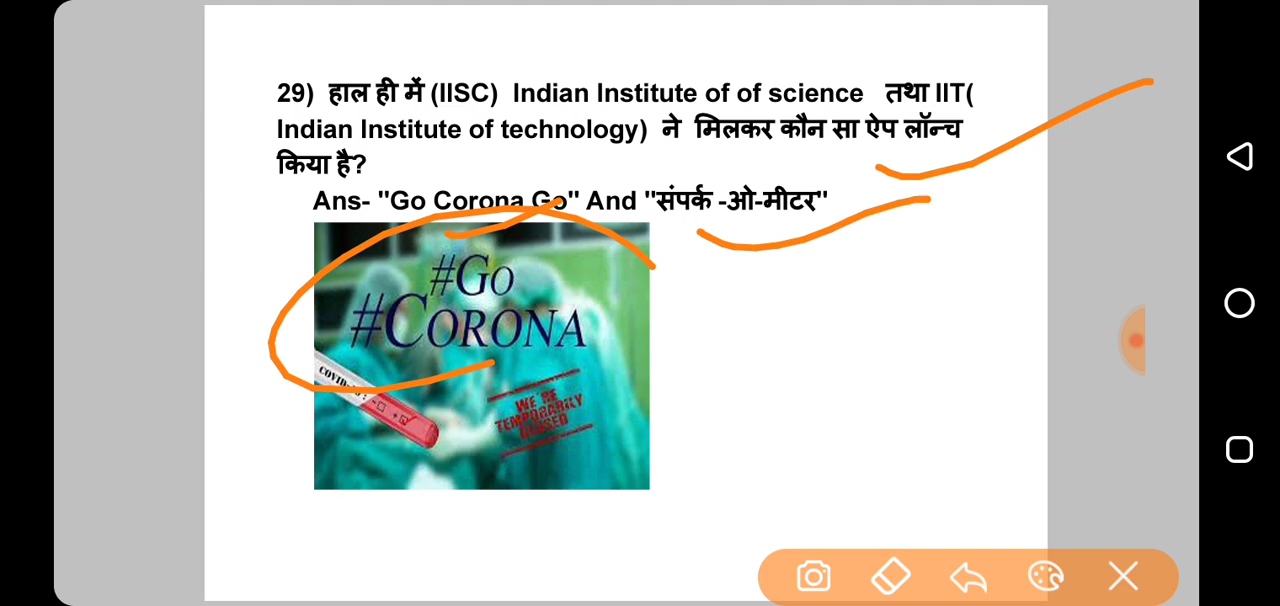 29) हाल ही में (IISC) Indian Institute of of science तथा IIT(
Indian Institute of technology) ने मिलकर कौन सा ऐप लॉन्च
किया है?
Ans- "Go Corona Go" And "संपर्क -ओ-मीटर"
#Go
#CORONA
COVID-19:
WE'RE
TEMPORARILY
CLOSED